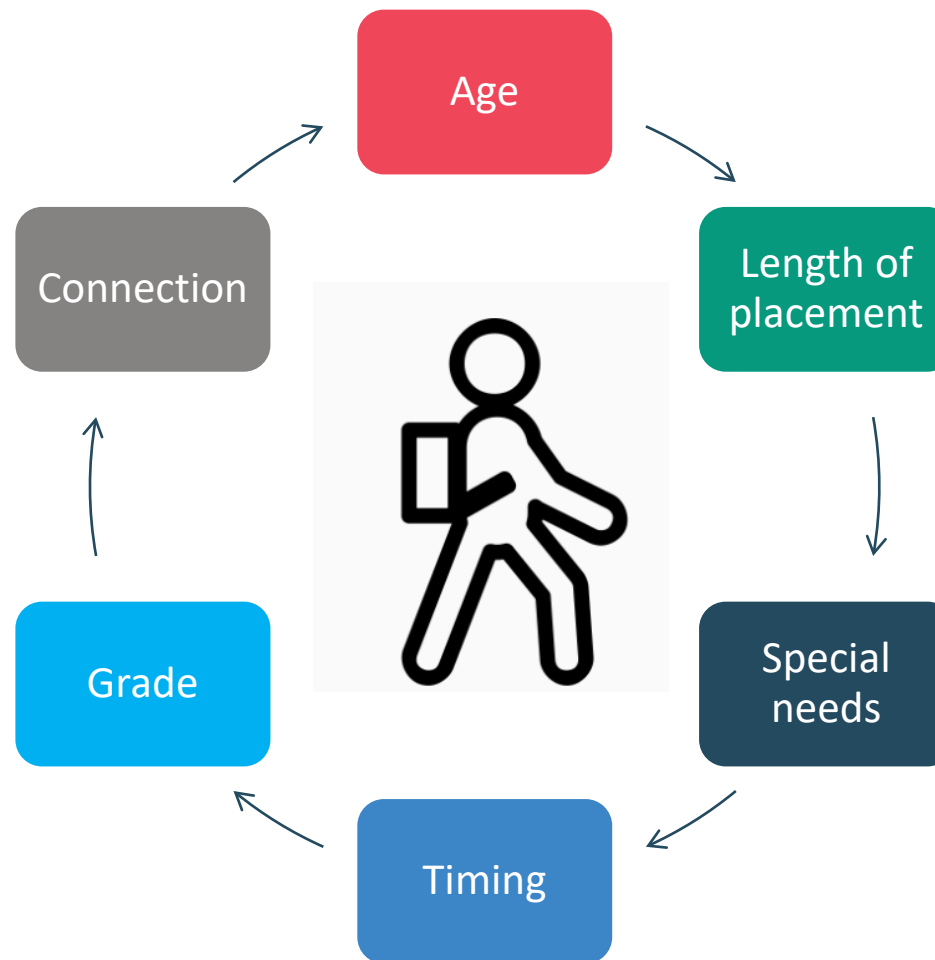 Age
Length of
placement
Special
needs
Timing
Grade
Connection